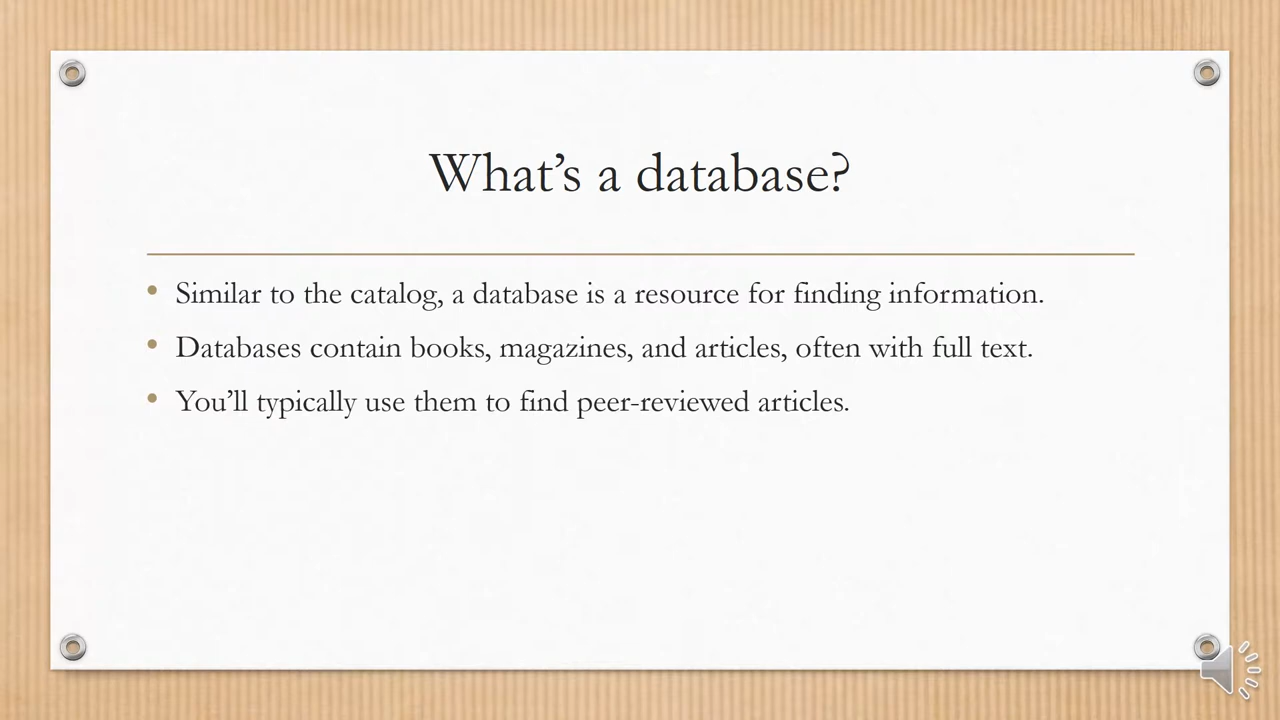 What’s a database?
• Similar to the catalog, a database is a resource for finding information.
• Databases contain books, magazines, and articles, often with full text.
• You’ll typically use them to find peer-reviewed articles.